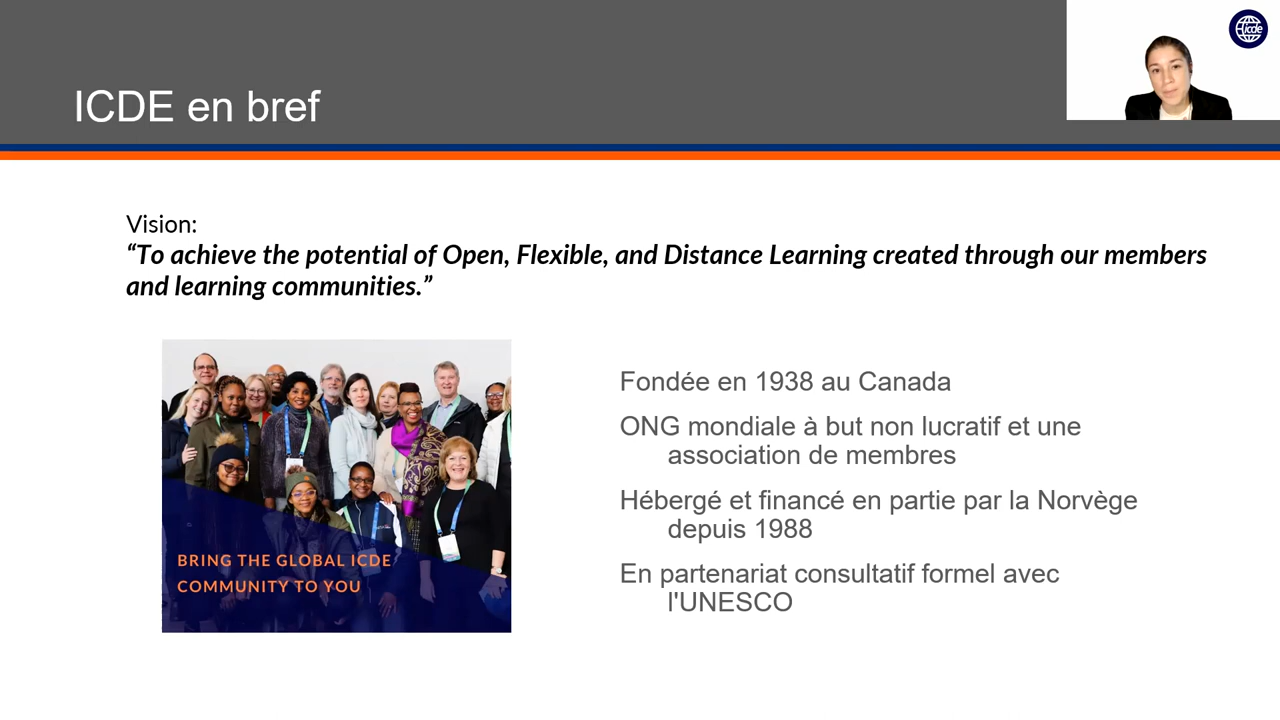 ICDE en bref
icde
Vision:
“To achieve the potential of Open, Flexible, and Distance Learning created through our members
and learning communities.”
BRING THE GLOBAL ICDE
COMMUNITY TO YOU
Fondée en 1938 au Canada
ONG mondiale à but non lucratif et une
association de membres
Hébergé et financé en partie par la Norvège
depuis 1988
En partenariat consultatif formel avec
l'UNESCO